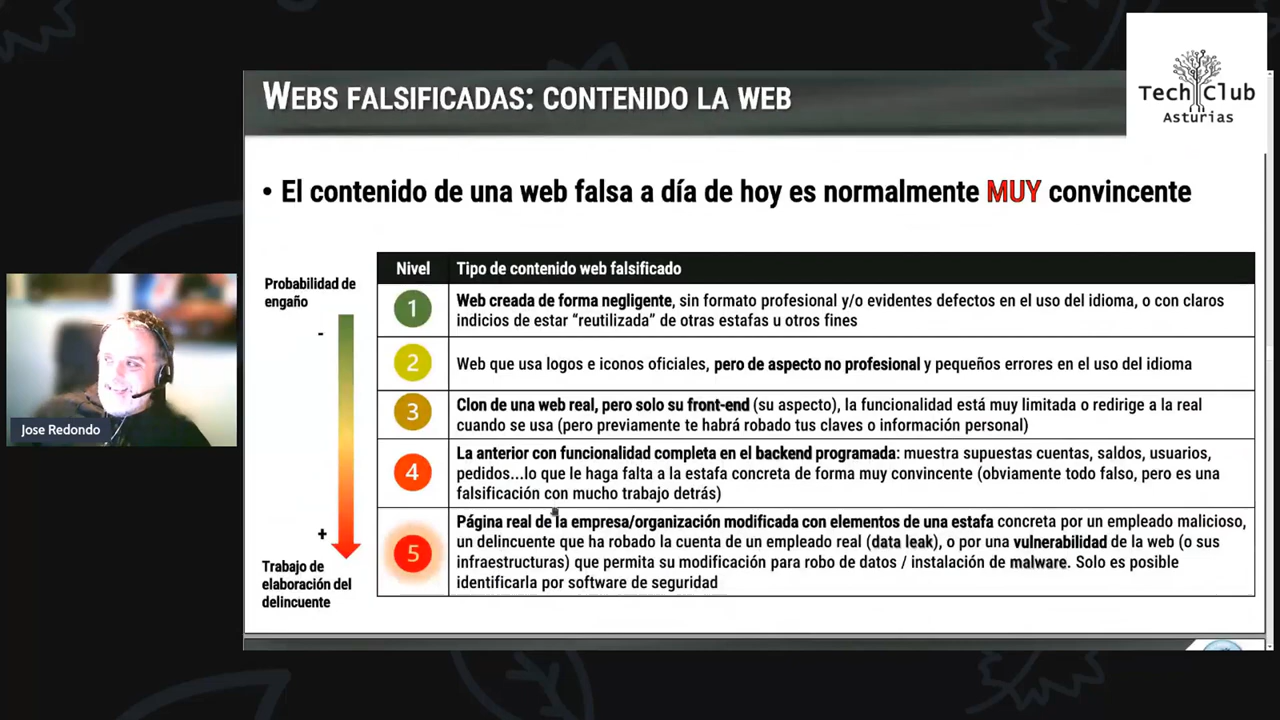 WEBS FALSIFICADAS: CONTENIDO LA WEB
Tech Club
Asturias
• El contenido de una web falsa a día de hoy es normalmente MUY convincente
Probabilidad de
engaño
-
+
Trabajo de
elaboración del
delincuente
Nivel Tipo de contenido web falsificado
1 Web creada de forma negligente, sin formato profesional y/o evidentes defectos en el uso del idioma, o con claros
indicios de estar “reutilizada” de otras estafas u otros fines
2 Web que usa logos e iconos oficiales, pero de aspecto no profesional y pequeños errores en el uso del idioma
3 Clon de una web real, pero solo su front-end (su aspecto), la funcionalidad está muy limitada o redirige a la real
cuando se usa (pero previamente te habrá robado tus claves o información personal)
4 La anterior con funcionalidad completa en el backend programada: muestra supuestas cuentas, saldos, usuarios,
pedidos...lo que le haga falta a la estafa concreta de forma muy convincente (obviamente todo falso, pero es una
falsificación con mucho trabajo detrás)
5 Página real de la empresa/organización modificada con elementos de una estafa concreta por un empleado malicioso,
un delincuente que ha robado la cuenta de un empleado real (data leak), o por una vulnerabilidad de la web (o sus
infraestructuras) que permita su modificación para robo de datos / instalación de malware. Solo es posible
identificarla por software de seguridad
Jose Redondo